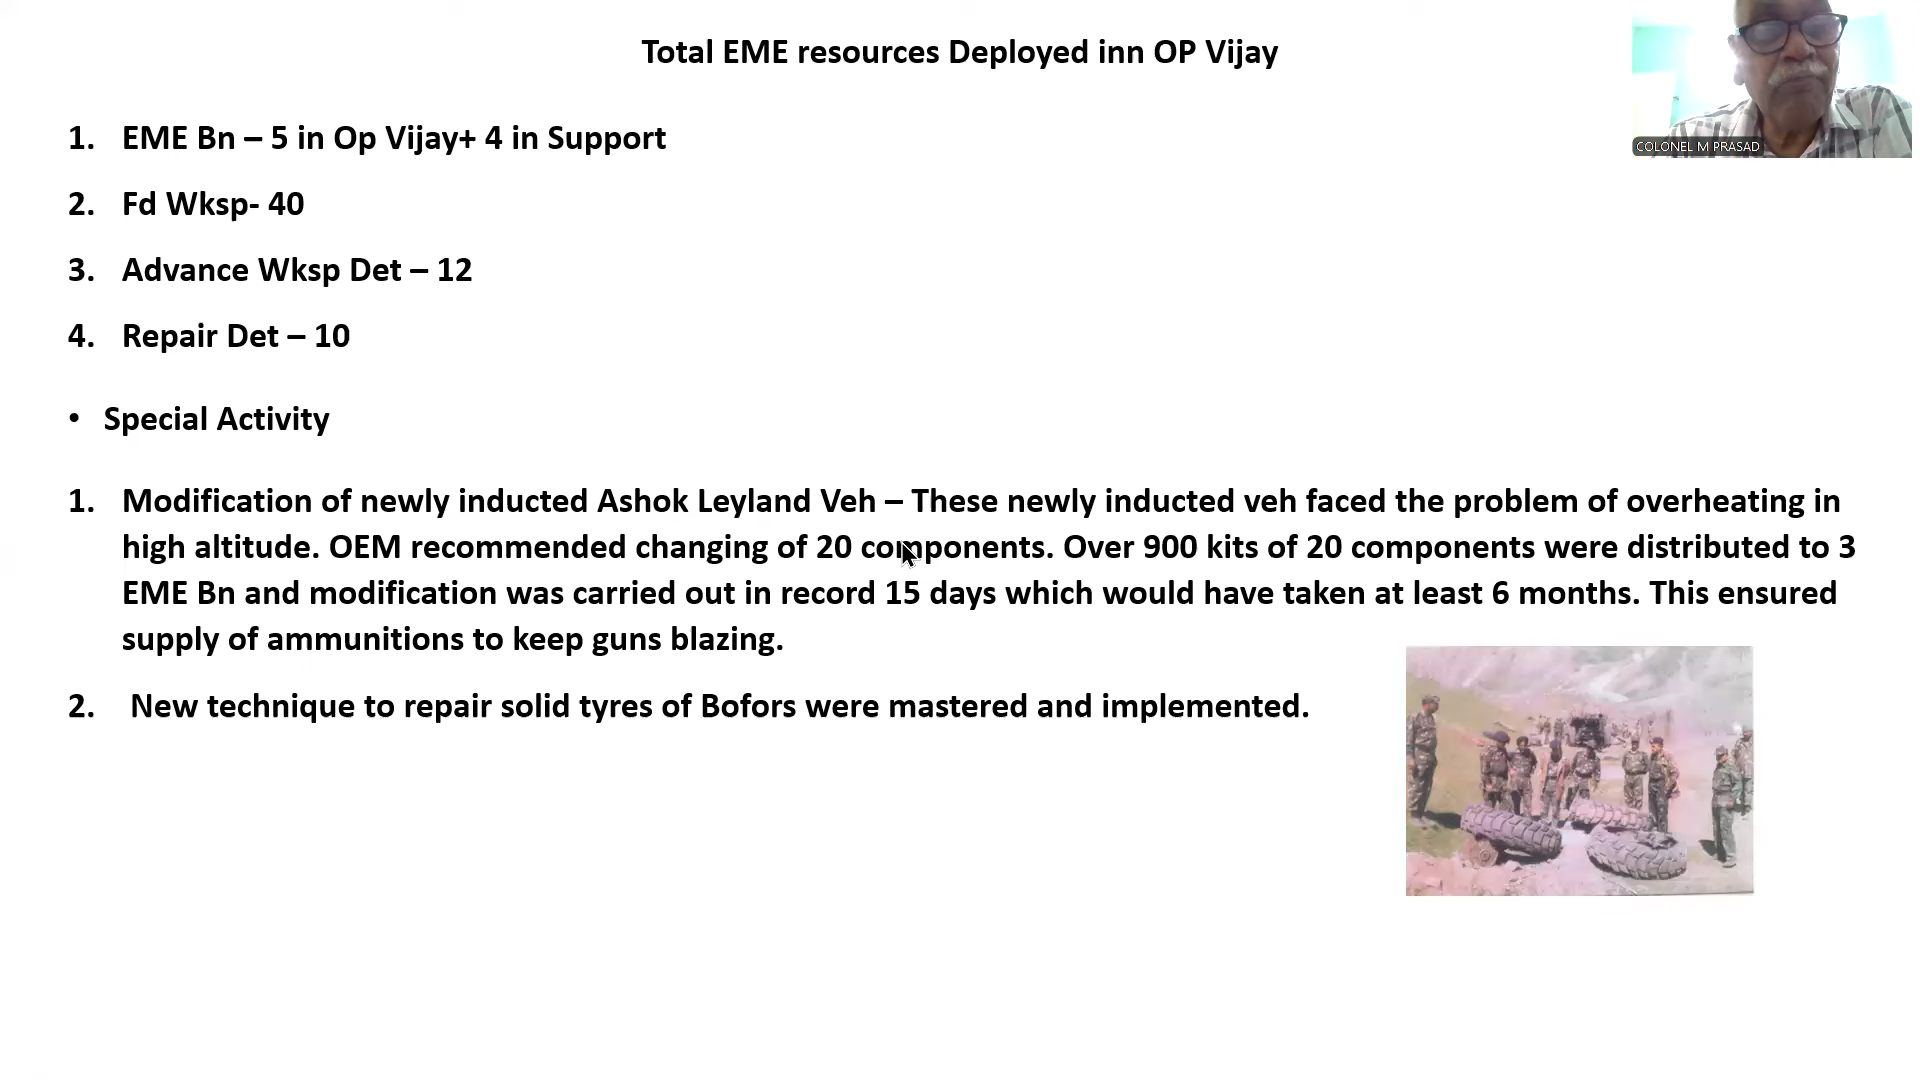 Total EME resources Deployed inn OP Vijay
COLONEL M PRASAD
1. EME Bn – 5 in Op Vijay+ 4 in Support
2. Fd Wksp- 40
3. Advance Wksp Det – 12
4. Repair Det – 10
• Special Activity
1. Modification of newly inducted Ashok Leyland Veh – These newly inducted veh faced the problem of overheating in
high altitude. OEM recommended changing of 20 components. Over 900 kits of 20 components were distributed to 3
EME Bn and modification was carried out in record 15 days which would have taken at least 6 months. This ensured
supply of ammunitions to keep guns blazing.
2. New technique to repair solid tyres of Bofors were mastered and implemented.